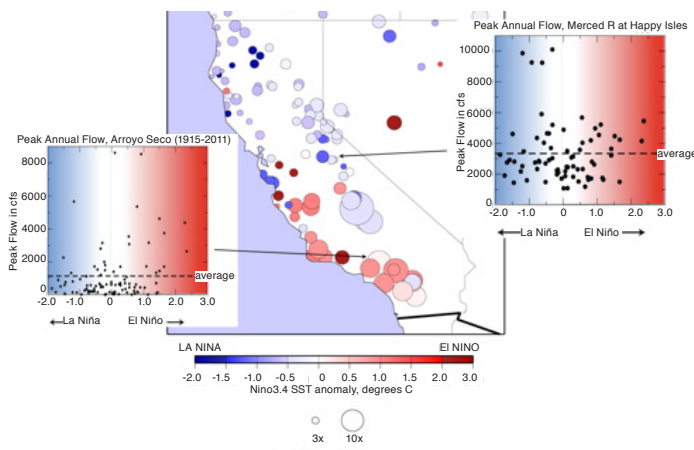 Peak Annual Flow, Merced R at Happy Isles
10000
8000
6000
4000
2000
0
Peak Flow in cfs
average
-2.0 -1.0 0 1.0 2.0 3.0
La Niña El Niño
Peak Annual Flow, Arroyo Seco (1915-2011)
8000
6000
4000
2000
0
Peak Flow in cfs
average
-2.0 -1.0 0.0 1.0 2.0 3.0
La Niña El Niño
LA NINA El NINO
-2.0 -1.5 -1.0 -0.5 0 0.5 1.0 1.5 2.0 3.0
Nino3.4 SST anomaly, degrees C
3x 10x